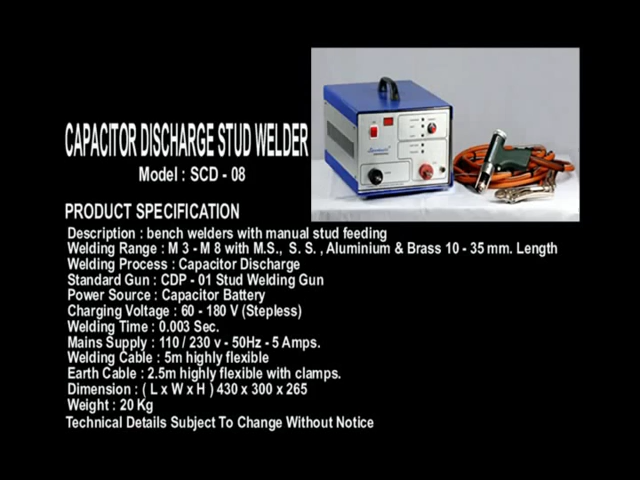 CAPACITOR DISCHARGE STUD WELDER
Model : SCD - 08
PRODUCT SPECIFICATION
Description : bench welders with manual stud feeding
Welding Range : M 3 - M 8 with M.S., S. S. , Aluminium & Brass 10 - 35 mm. Length
Welding Process : Capacitor Discharge
Standard Gun : CDP - 01 Stud Welding Gun
Power Source : Capacitor Battery
Charging Voltage : 60 - 180 V (Stepless)
Welding Time : 0.003 Sec.
Mains Supply : 110 / 230 v - 50Hz - 5 Amps.
Welding Cable : 5m highly flexible
Earth Cable : 2.5m highly flexible with clamps.
Dimension : ( L x W x H ) 430 x 300 x 265
Weight : 20 Kg
Technical Details Subject To Change Without Notice